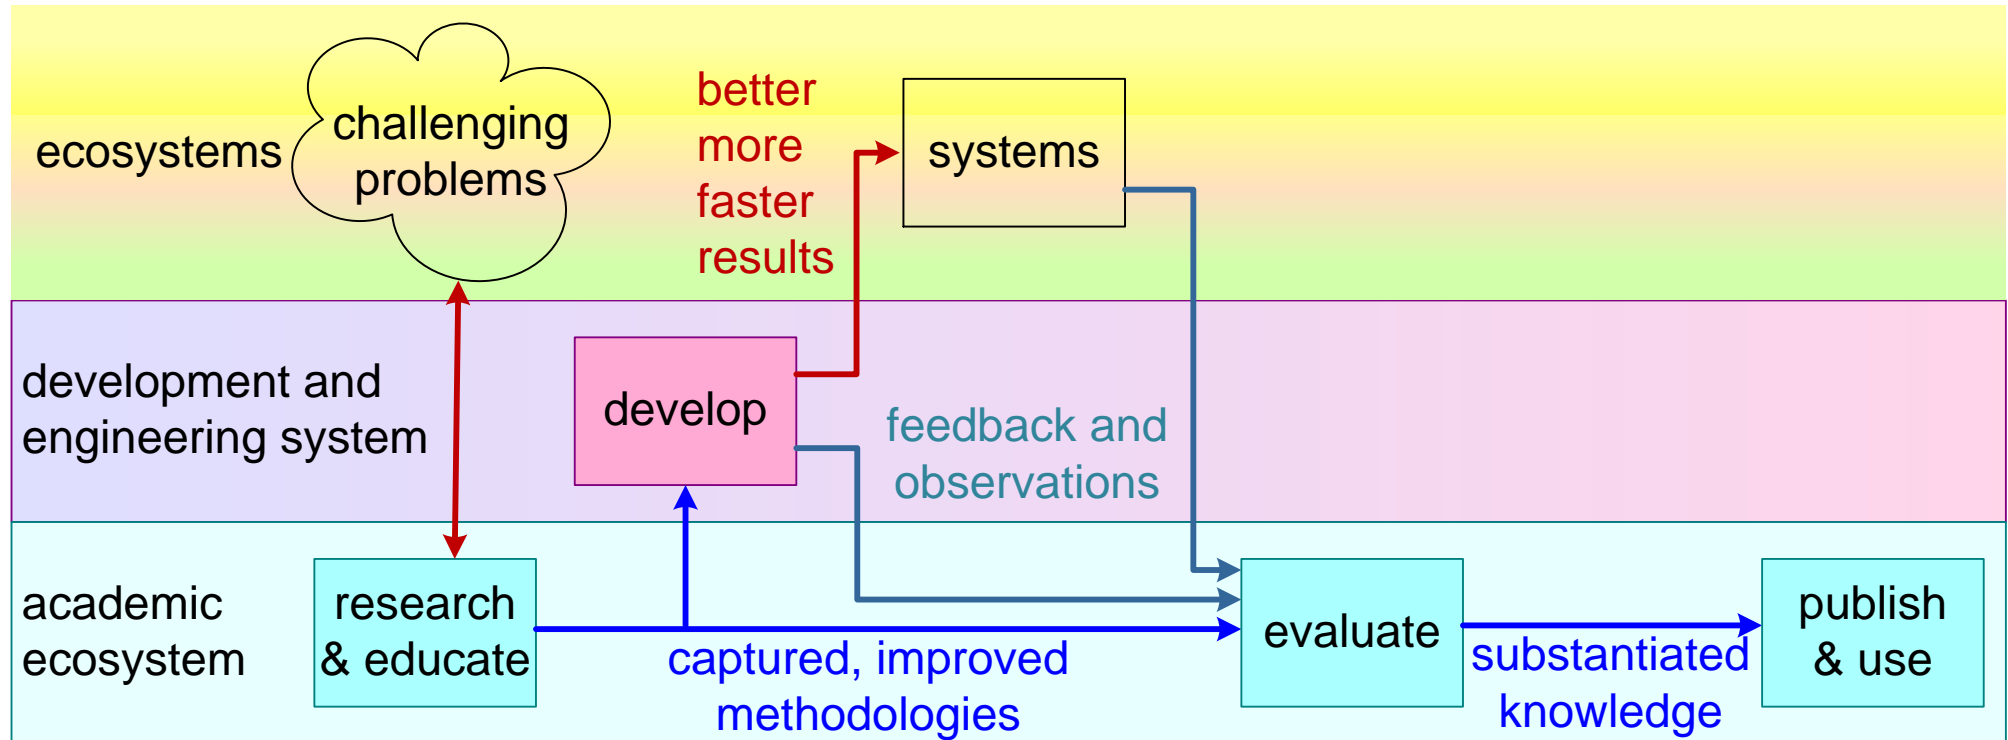 ecosystems
challenging
problems
better
more
faster
results
systems
development and
engineering system
develop
feedback and
observations
academic
ecosystem
research
& educate
captured, improved
methodologies
evaluate
substantiated
knowledge
publish
& use